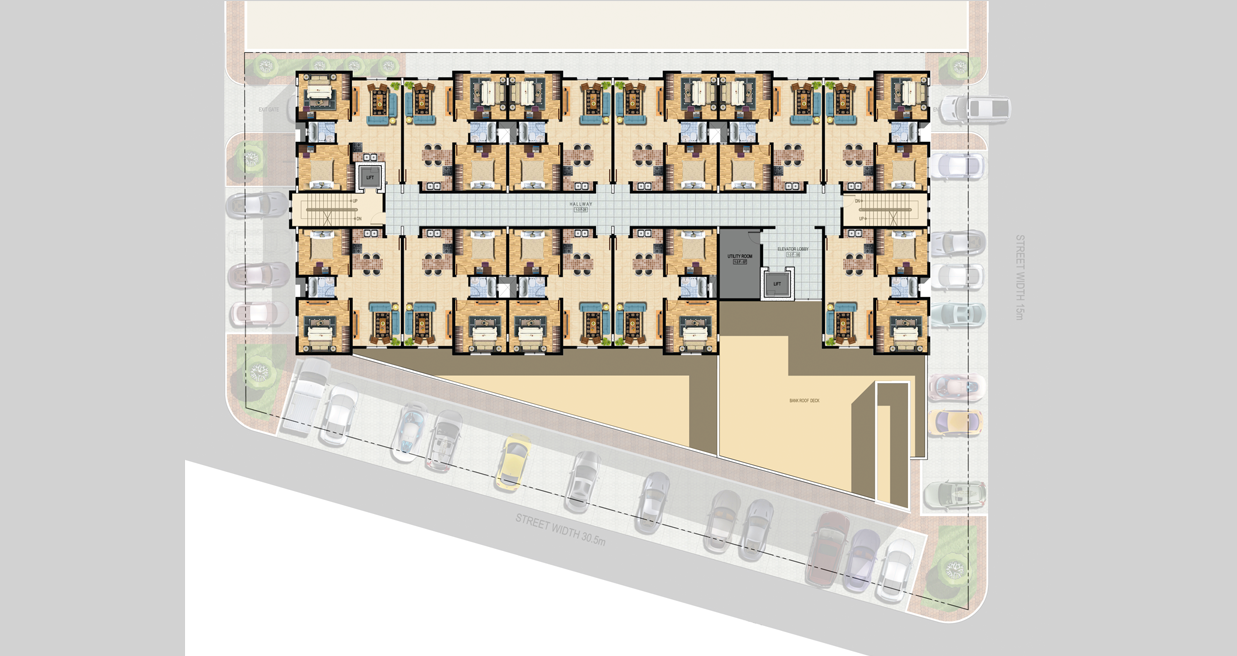 LIFT
UP
DN
HALLWAY
DN
UP
UTILITY ROOM
ELEVATOR LOBBY
LIFT
BANK ROOF DECK
STREET WIDTH 15m
STREET WIDTH 30.5m